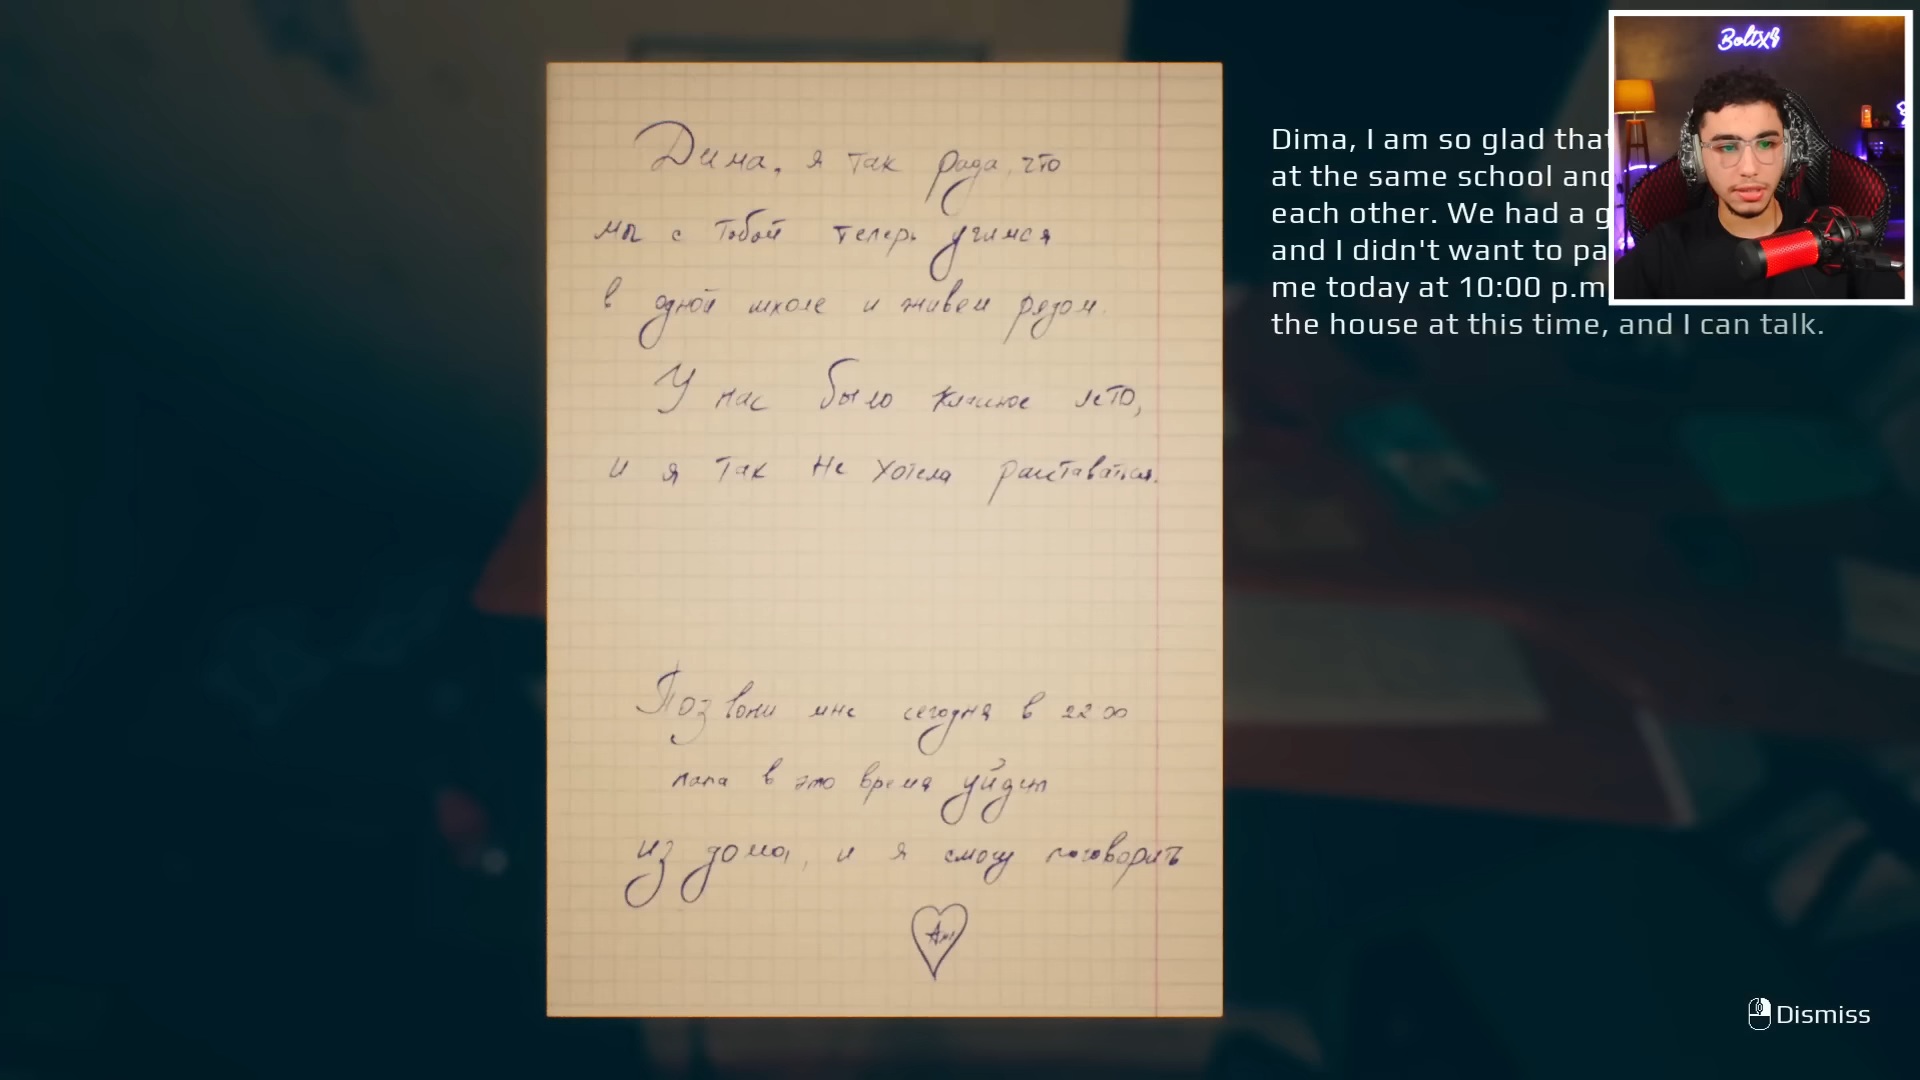 Дима, я так рада, что
мы с тобой теперь учимся
в одной школе и живем рядом.
У нас было классное лето,
и я так не хотела расставаться.
Позвони мне сегодня в 22:00
папа в это время уйдет
из дома, и я смогу поговорить
Dima, I am so glad that
at the same school and
each other. We had a g
and I didn't want to pa
me today at 10:00 p.m
the house at this time, and I can talk.
BoltX8
Dismiss